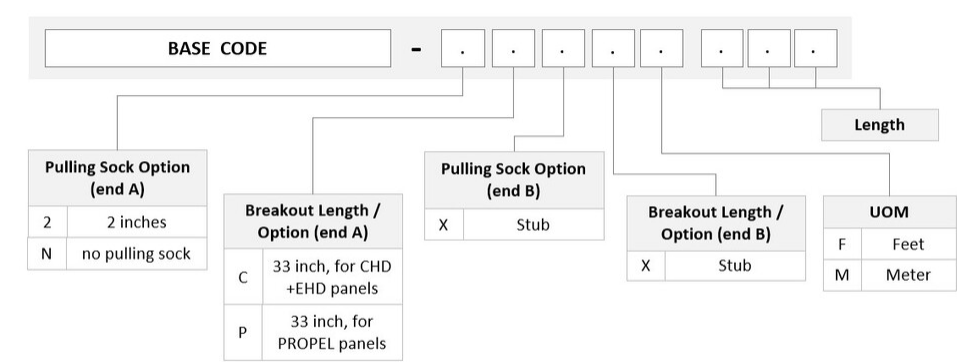 BASE CODE - . . . . . . . .
Length
Pulling Sock Option
(end A)
2 2 inches
N no pulling sock
Breakout Length /
Option (end A)
C 33 inch, for CHD
+EHD panels
P 33 inch, for
PROPEL panels
Pulling Sock Option
(end B)
X Stub
Breakout Length /
Option (end B)
X Stub
UOM
F Feet
M Meter